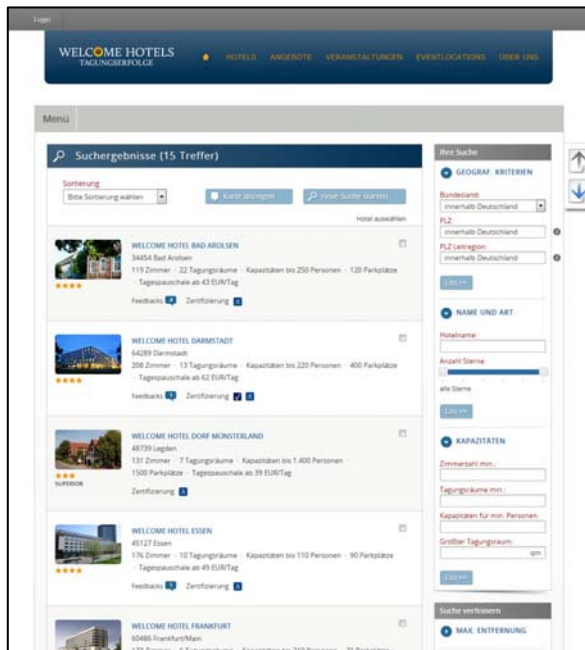 Login
WELCOME HOTELS
TAGUNGSERFOLGE
HOTELS ANGEBOTE VERANSTALTUNGEN EVENTLOCATIONS ÜBER UNS
Menü
Suchergebnisse (15 Treffer)
Sortierung
Bitte Sortierung wählen
Karte anzeigen
neue Suche starten
Hotel auswählen
WELCOME HOTEL BAD AROLSEN
34454 Bad Arolsen
119 Zimmer · 22 Tagungsräume · Kapazitäten bis 250 Personen · 120 Parkplätze
· Tagespauschale ab 43 EUR/Tag
Feedbacks 4 Zertifizierung
WELCOME HOTEL DARMSTADT
64289 Darmstadt
208 Zimmer · 13 Tagungsräume · Kapazitäten bis 220 Personen · 400 Parkplätze
· Tagespauschale ab 62 EUR/Tag
Feedbacks Zertifizierung
WELCOME HOTEL DORF MÜNSTERLAND
48739 Legden
131 Zimmer · 7 Tagungsräume · Kapazitäten bis 1.400 Personen ·
1500 Parkplätze · Tagespauschale ab 39 EUR/Tag
SUPERIOR
Zertifizierung
WELCOME HOTEL ESSEN
45127 Essen
176 Zimmer · 10 Tagungsräume · Kapazitäten bis 110 Personen · 90 Parkplätze
· Tagespauschale ab 49 EUR/Tag
Feedbacks Zertifizierung
WELCOME HOTEL FRANKFURT
60486 Frankfurt/Main
Ihre Suche
GEOGRAF. KRITERIEN
Bundesland:
innerhalb Deutschland
PLZ:
innerhalb Deutschland
PLZ Leitregion
innerhalb Deutschland
Los >>
NAME UND ART
Hotelname:
Anzahl Sterne:
alle Sterne
Los >>
KAPAZITÄTEN
Zimmerzahl min.:
Tagungsräume min.:
Kapazitäten für min. Personen:
Größter Tagungsraum:
qm
Los >>
Suche verfeinern
MAX. ENTFERNUNG